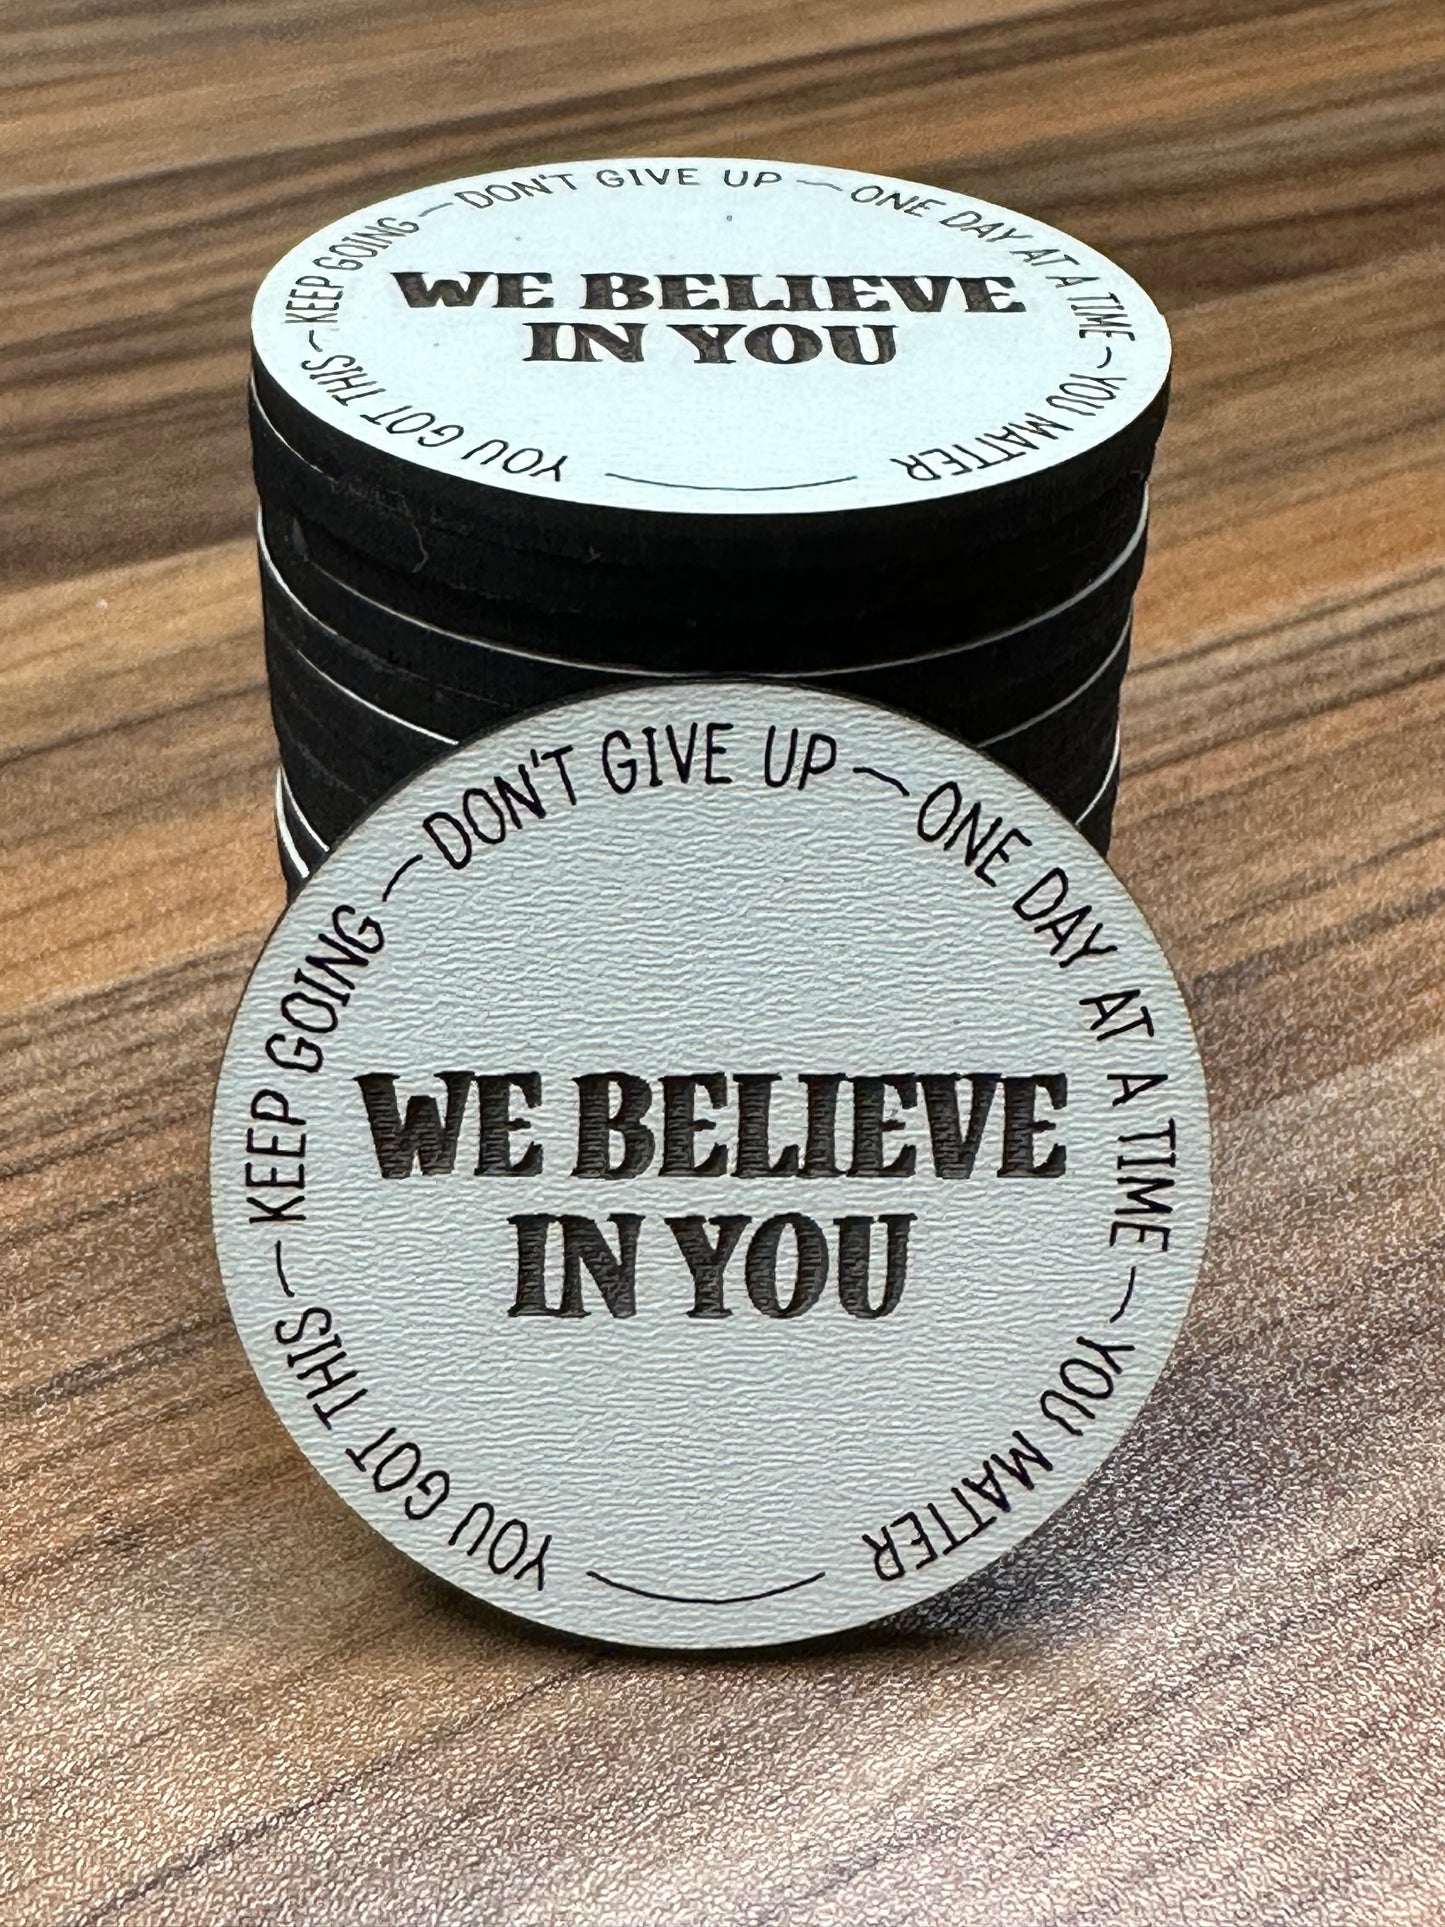 YOU GOT THIS — KEEP GOING — DON'T GIVE UP — ONE DAY AT A TIME — YOU MATTER
WE BELIEVE
IN YOU
YOU GOT THIS — KEEP GOING — DON'T GIVE UP — ONE DAY AT A TIME — YOU MATTER
WE BELIEVE
IN YOU